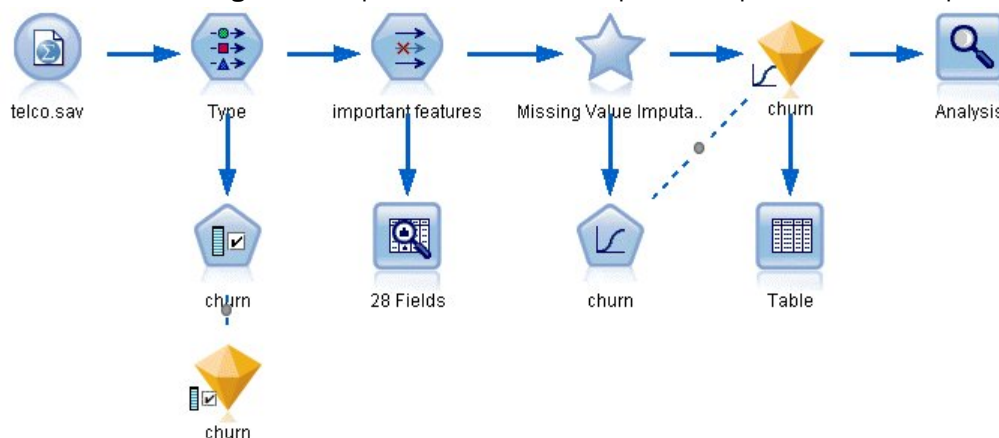 telco.sav
Type
important features
Missing Value Imputa..
churn
Analysis
churn
28 Fields
churn
Table
churn